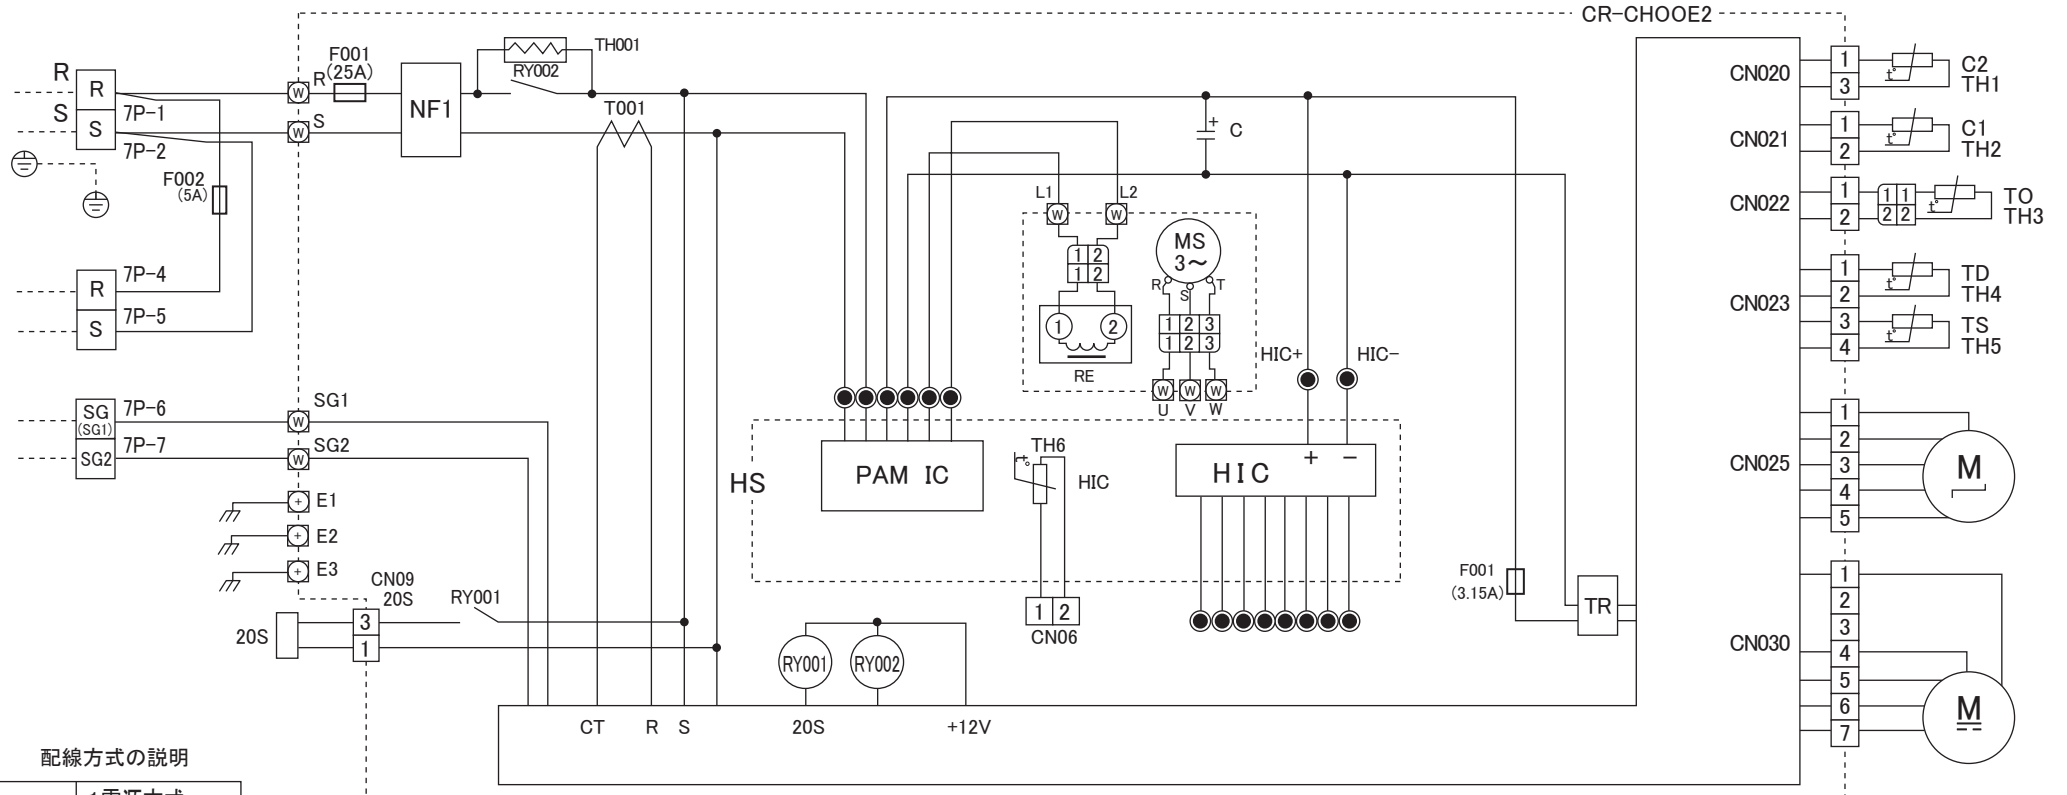 CR-CHOOE2
R
R
7P-1
S
S
7P-2
F002
(5A)
R
7P-4
S
7P-5
SG
(SG1)
7P-6
SG2
7P-7
W
R
F001
(25A)
W
S
NF1
TH001
RY002
T001
W
SG1
W
SG2
+
E1
+
E2
+
E3
CN09
20S
RY001
20S
3
1
+
C
L1
L2
W
W
1 2
1 2
1
2
RE
MS
3〜
R
S
T
1 2 3
1 2 3
W W W
U V W
HIC+
HIC-
HS
PAM IC
TH6
t°
HIC
1 2
CN06
HIC
+ −
F001
(3.15A)
TR
RY001
RY002
CT
R
S
20S
+12V
CN020
1
3
t°
C2
TH1
CN021
1
2
t°
C1
TH2
CN022
1
2
1 1
2 2
t°
TO
TH3
CN023
1
2
3
4
t°
TD
TH4
t°
TS
TH5
CN025
1
2
3
4
5
M
CN030
1
2
3
4
5
6
7
M
配線方式の説明